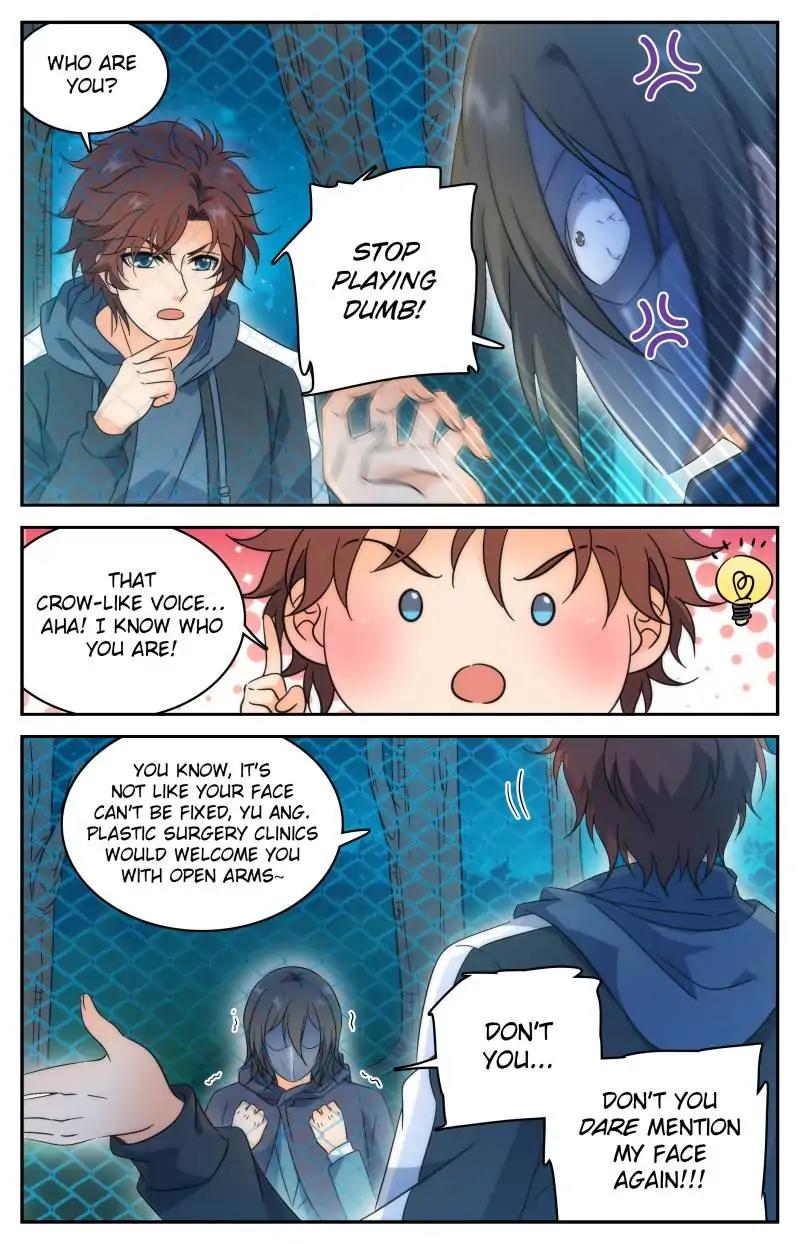 WHO ARE
YOU?
STOP
PLAYING
DUMB!
THAT
CROW-LIKE VOICE...
AHA! I KNOW WHO
YOU ARE!
YOU KNOW, IT'S
NOT LIKE YOUR FACE
CAN'T BE FIXED, YU ANG.
PLASTIC SURGERY CLINICS
WOULD WELCOME YOU
WITH OPEN ARMS~
DON'T
YOU...
DON'T YOU
DARE MENTION
MY FACE
AGAIN!!!